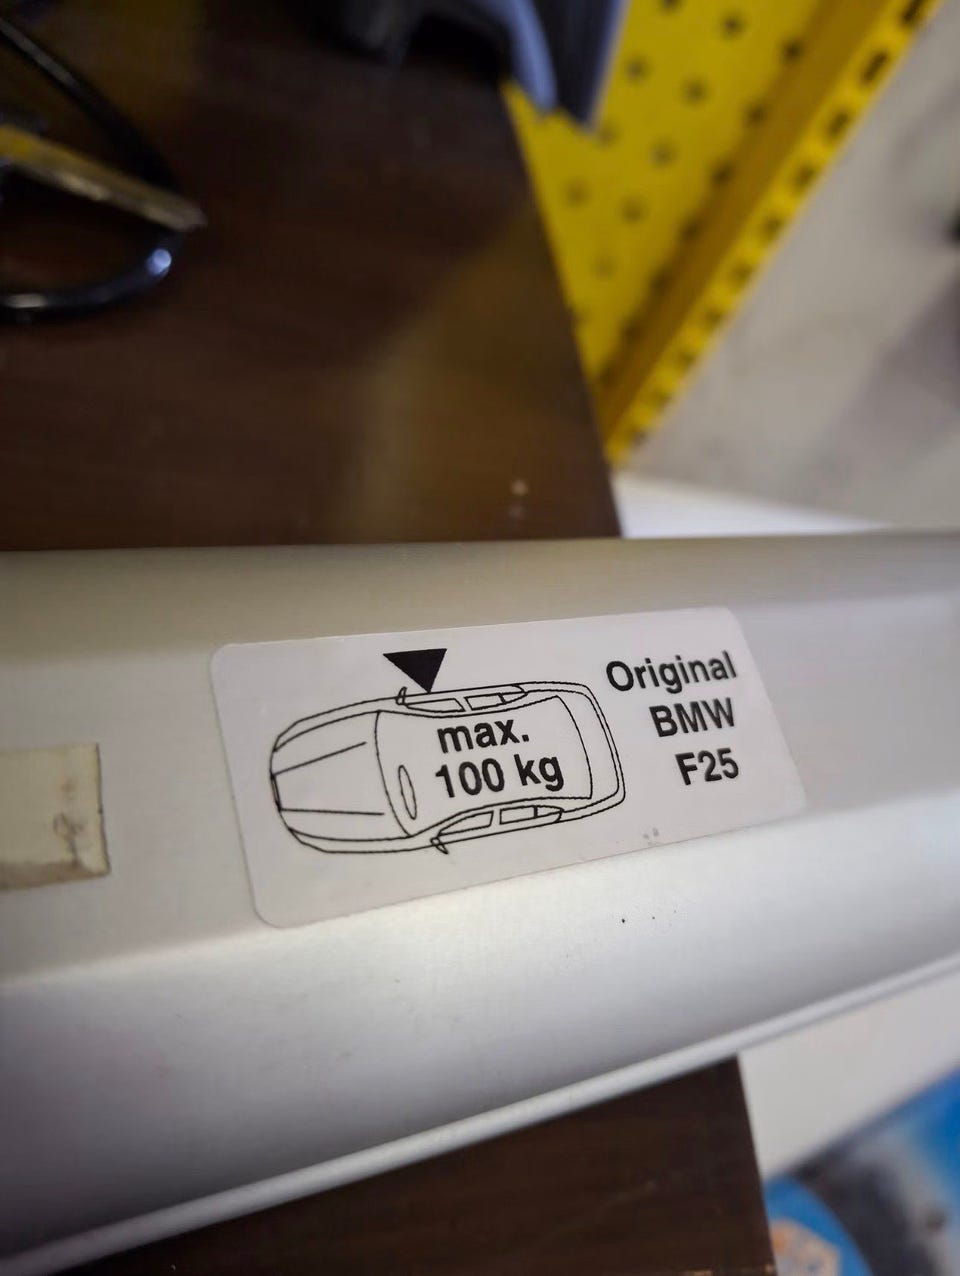 max.
100 kg
Original
BMW
F25